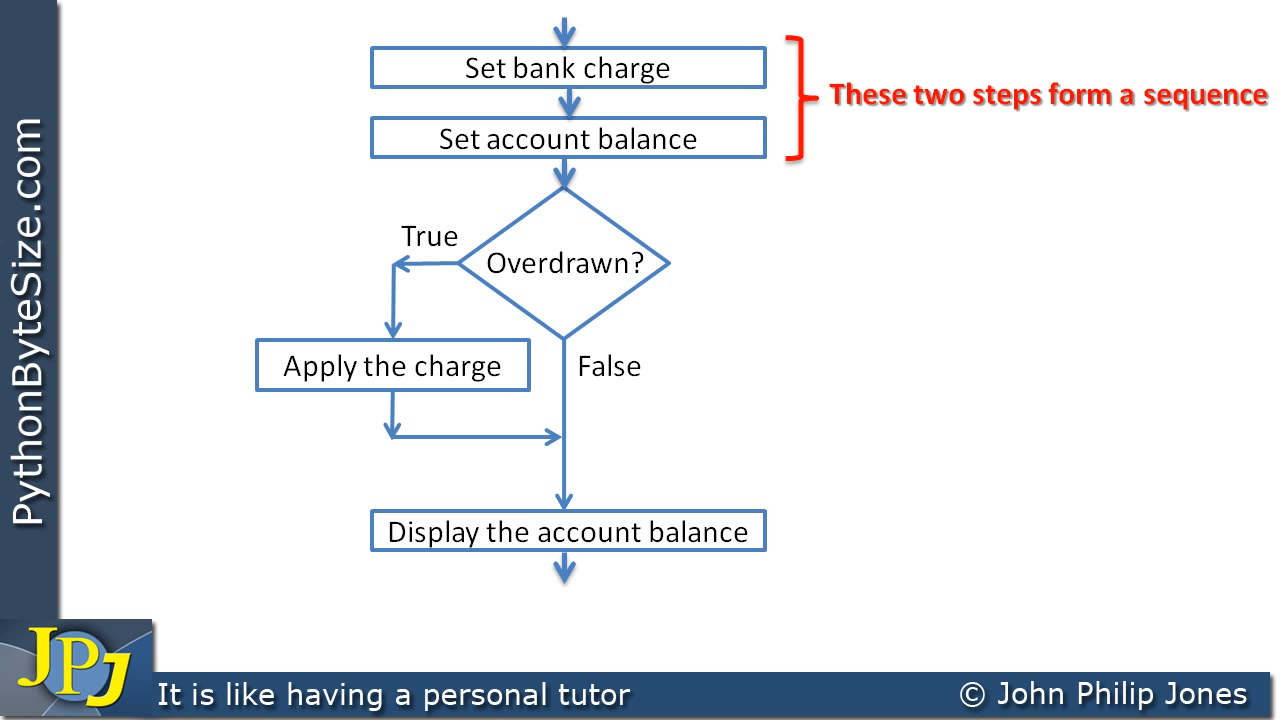 Set bank charge
These two steps form a sequence
Set account balance
True
Overdrawn?
Apply the charge
False
Display the account balance
PythonByteSize.com
JPJ
It is like having a personal tutor
© John Philip Jones